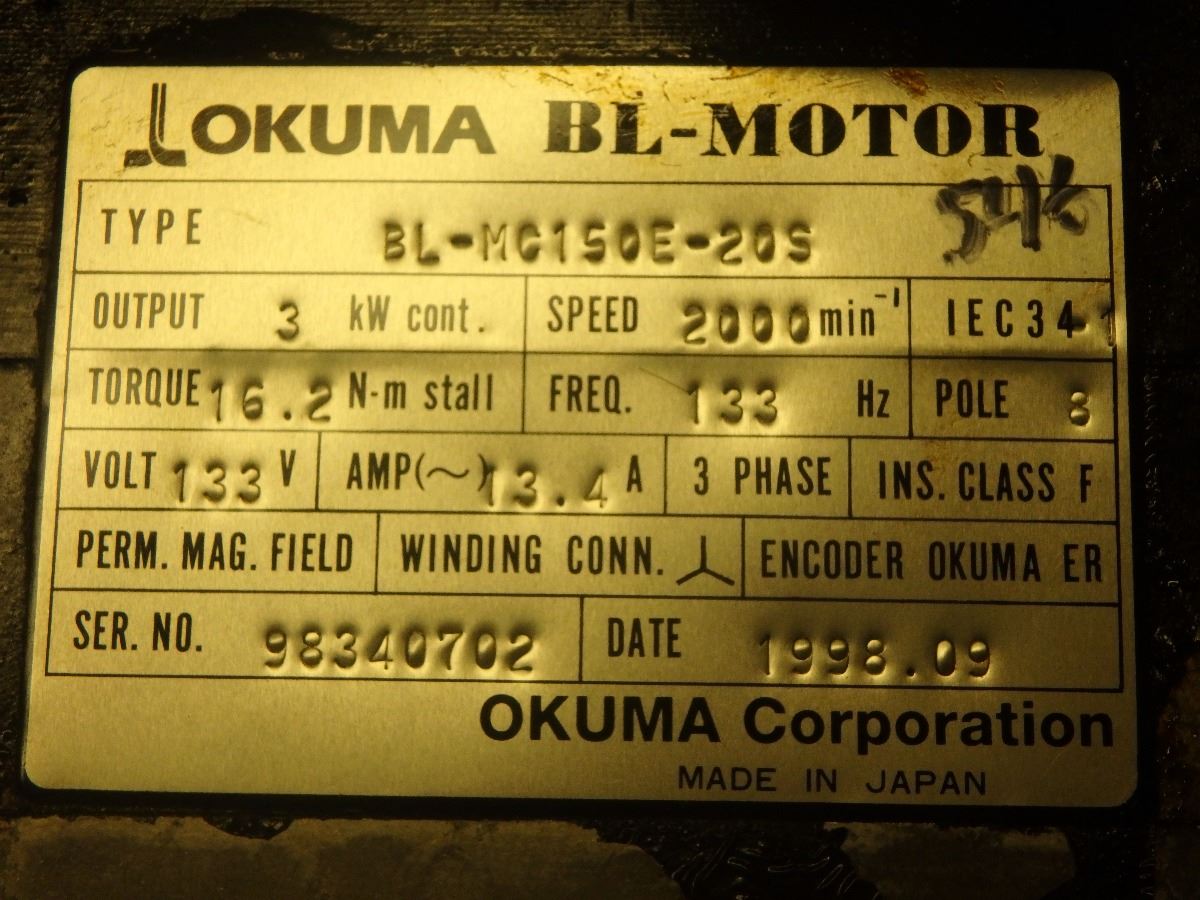 OKUMA BL-MOTOR
TYPE BL-MC150E-20S
OUTPUT 3 kW cont. SPEED 2000 min⁻¹ IEC34-1
TORQUE 16.2 N-m stall FREQ. 133 Hz POLE 8
VOLT 133 V AMP(~) 13.4 A 3 PHASE INS. CLASS F
PERM. MAG. FIELD WINDING CONN. ENCODER OKUMA ER
SER. NO. 98340702 DATE 1998.09
OKUMA Corporation
MADE IN JAPAN